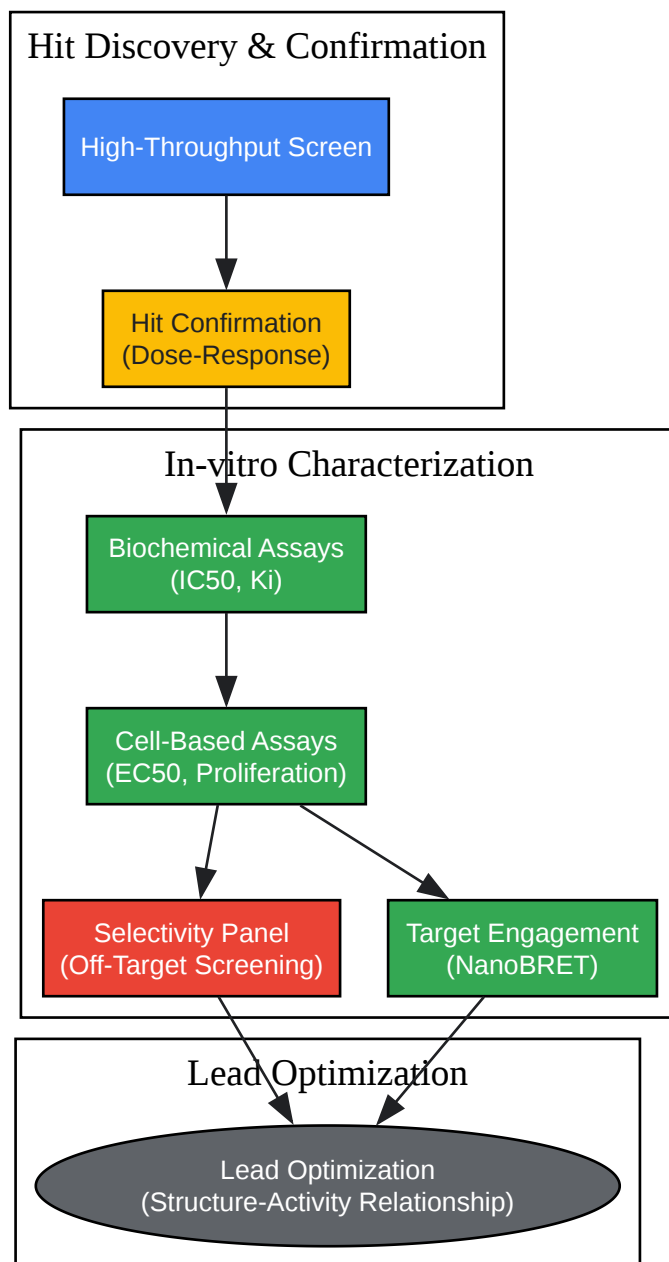 Hit Discovery & Confirmation
High-Throughput Screen
Hit Confirmation
(Dose-Response)
In-vitro Characterization
Biochemical Assays
(IC50, Ki)
Cell-Based Assays
(EC50, Proliferation)
Selectivity Panel
(Off-Target Screening)
Target Engagement
(NanoBRET)
Lead Optimization
Lead Optimization
(Structure-Activity Relationship)